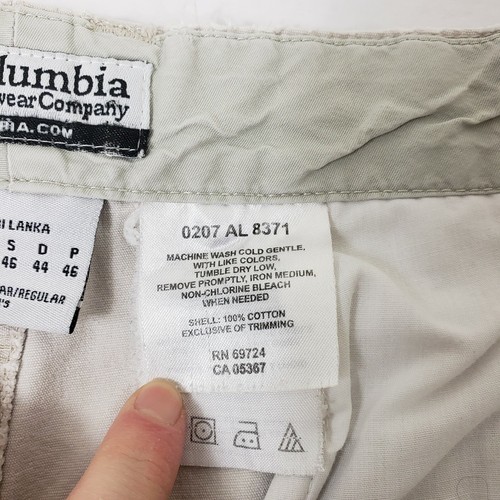 lumbia
wearCompany
IA.COM
I LANKA
S D P
46 44 46
AR/REGULAR
'S
0207 AL 8371
MACHINE WASH COLD GENTLE,
WITH LIKE COLORS,
TUMBLE DRY LOW,
REMOVE PROMPTLY, IRON MEDIUM,
NON-CHLORINE BLEACH
WHEN NEEDED
SHELL: 100% COTTON
EXCLUSIVE OF TRIMMING
RN 69724
CA 05367